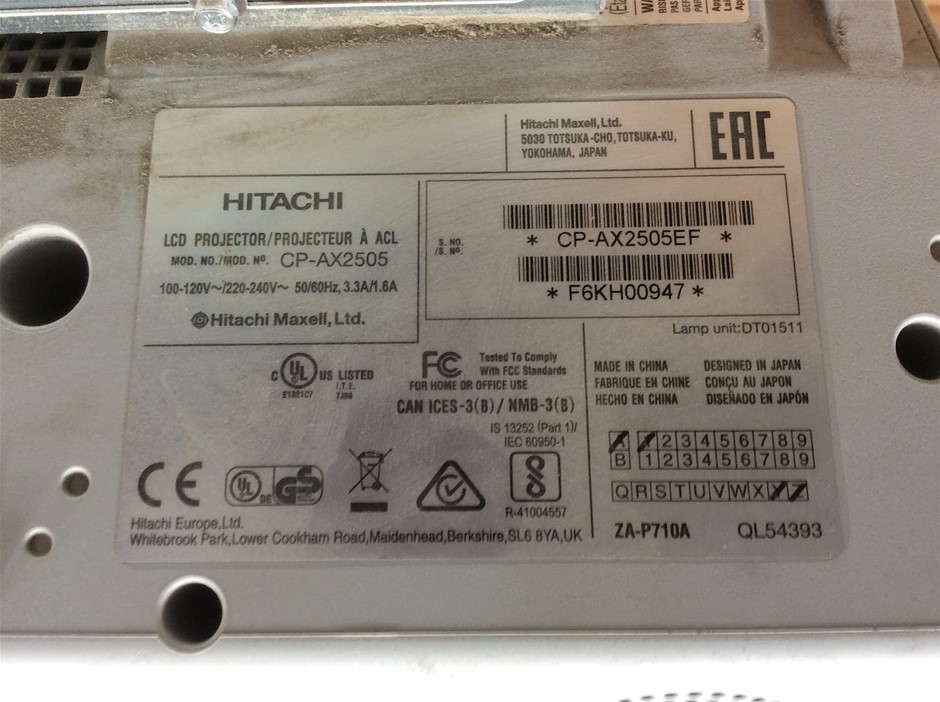 Hitachi Maxell, Ltd.
5030 TOTSUKA-CHO, TOTSUKA-KU,
YOKOHAMA, JAPAN
EAC
HITACHI
LCD PROJECTOR/PROJECTEUR À ACL
MOD. NO./MOD. Nº. CP-AX2505
100-120V~/220-240V~ 50/60Hz, 3.3A/1.6A
Hitachi Maxell, Ltd.
S. NO.
/S. Nº.
* CP-AX2505EF *
* F6KH00947 *
Lamp unit:DT01511
C UL US LISTED
I.T.E.
E1321C7 7J88
FC Tested To Comply
With FCC Standards
FOR HOME OR OFFICE USE
CAN ICES-3(B)/ NMB-3(B)
IS 13252 (Part 1)/
IEC 60950-1
R-41004557
MADE IN CHINA DESIGNED IN JAPAN
FABRIQUE EN CHINE CONÇU AU JAPON
HECHO EN CHINA DISEÑADO EN JAPÓN
A 1 2 3 4 5 6 7 8 9
B 1 2 3 4 5 6 7 8 9
Q R S T U V W X Y Z
ZA-P710A QL54393
CE UL DE GS
Hitachi Europe,Ltd.
Whitebrook Park,Lower Cookham Road,Maidenhead,Berkshire,SL6 8YA,UK